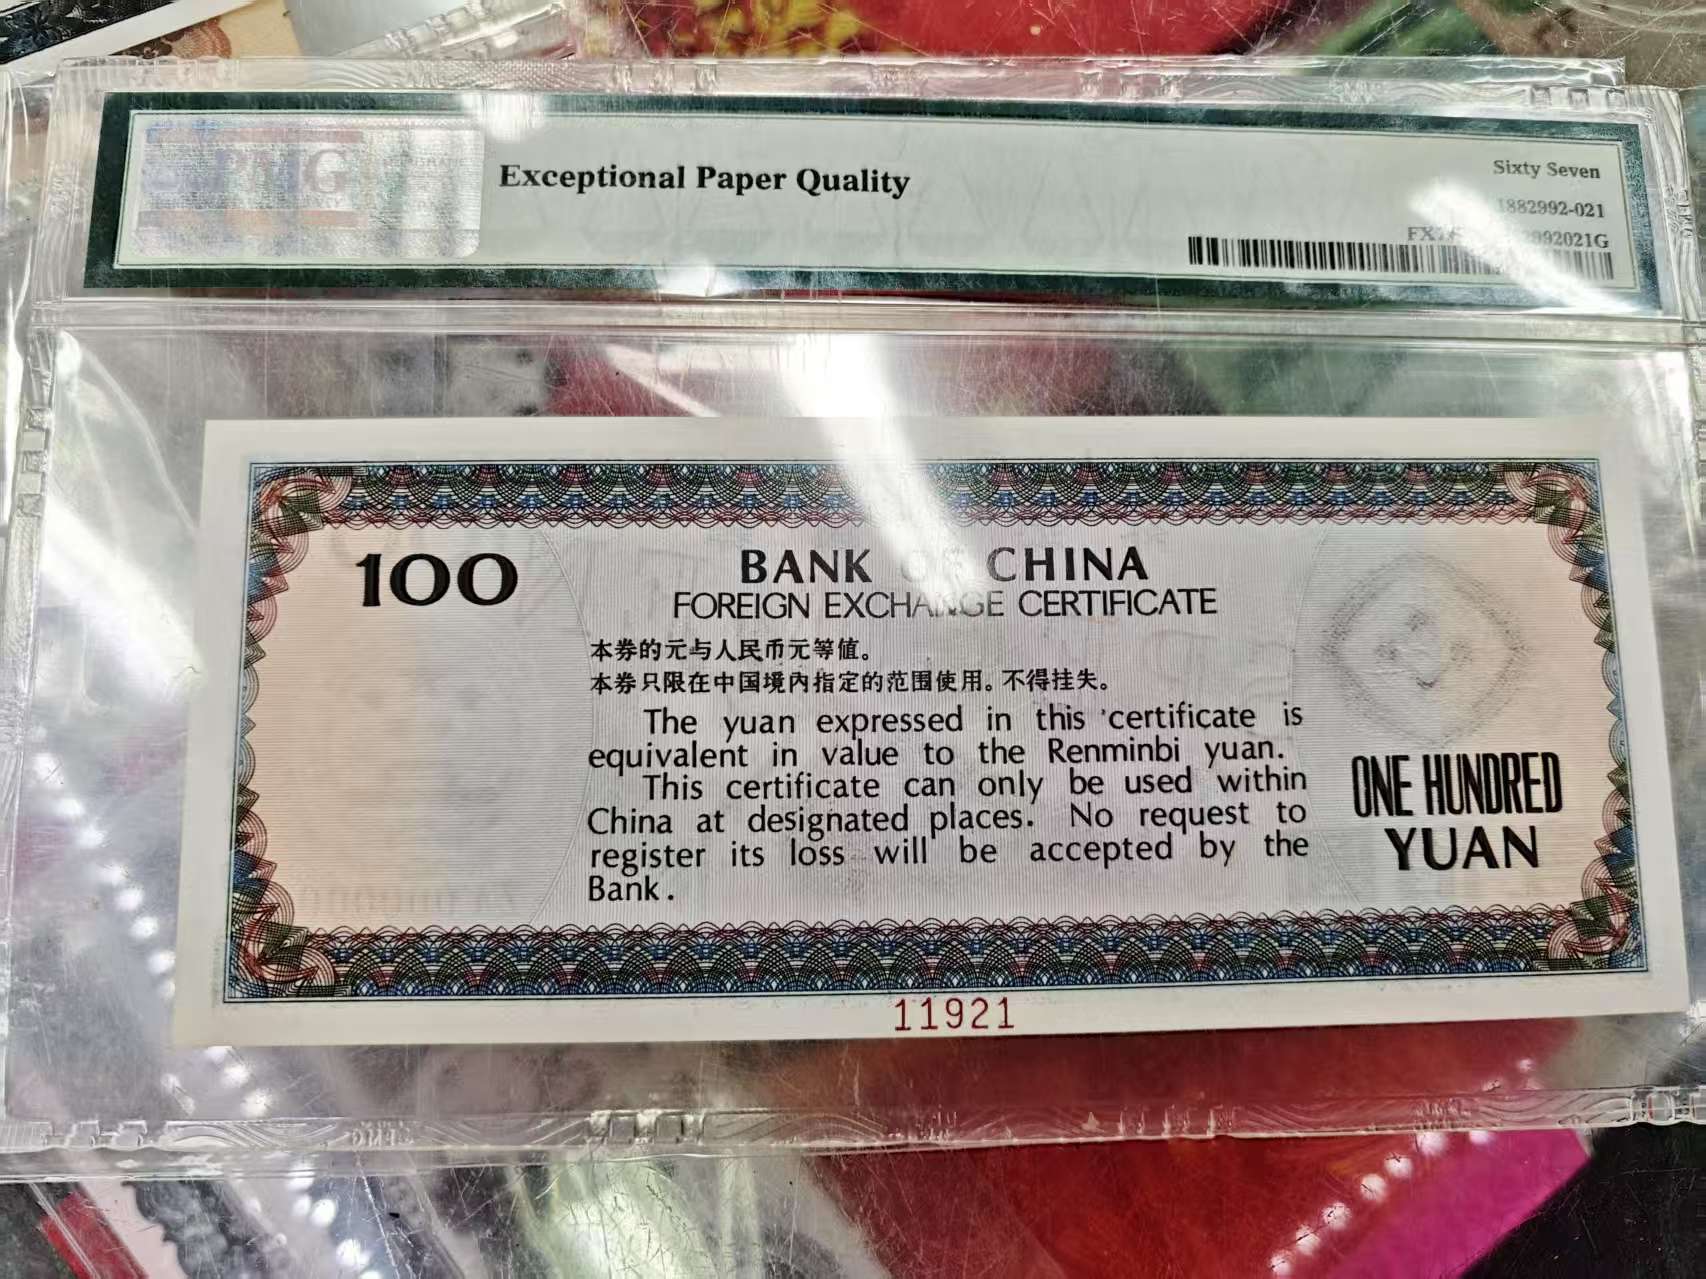 PMG
Exceptional Paper Quality
Sixty Seven
1882992-021
100
BANK OF CHINA
FOREIGN EXCHANGE CERTIFICATE
本券的元与人民币元等值。
本券只限在中国境内指定的范围使用。不得挂失。
The yuan expressed in this certificate is
equivalent in value to the Renminbi yuan.
This certificate can only be used within
China at designated places. No request to
register its loss will be accepted by the
Bank.
ONE HUNDRED
YUAN
11921